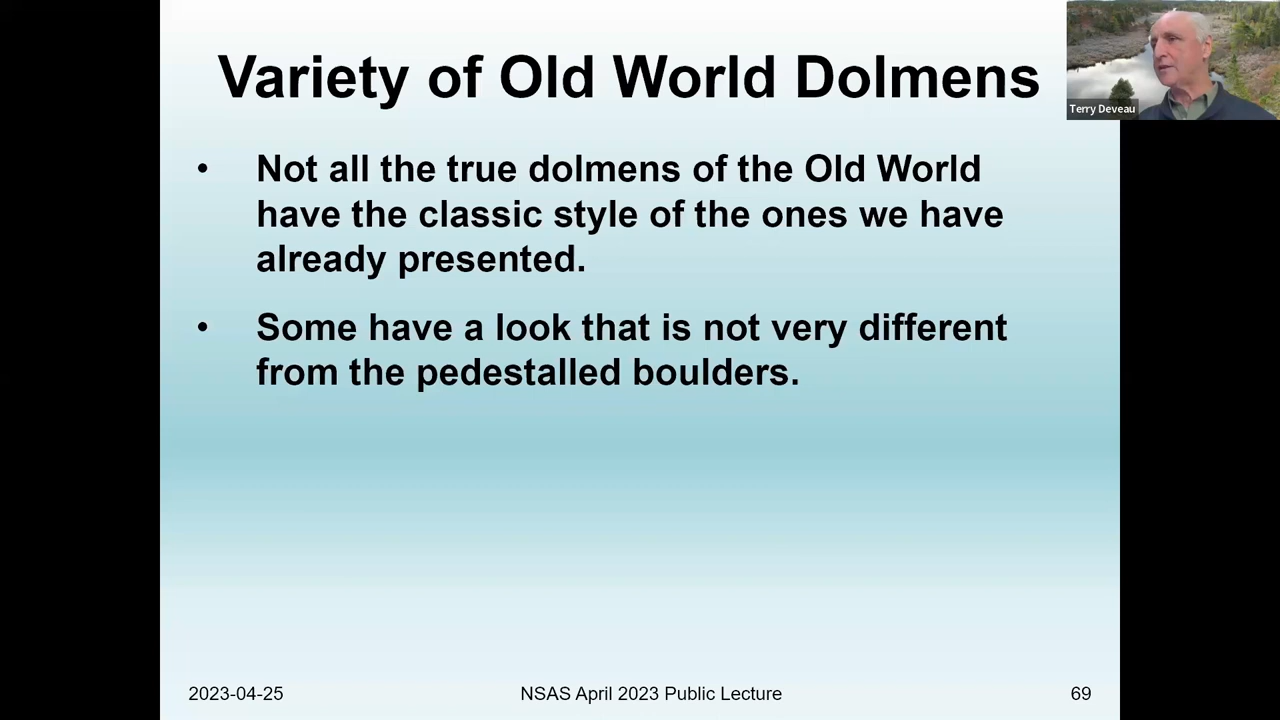 Variety of Old World Dolmens
Terry Deveau
• Not all the true dolmens of the Old World
have the classic style of the ones we have
already presented.
• Some have a look that is not very different
from the pedestalled boulders.
2023-04-25 NSAS April 2023 Public Lecture 69